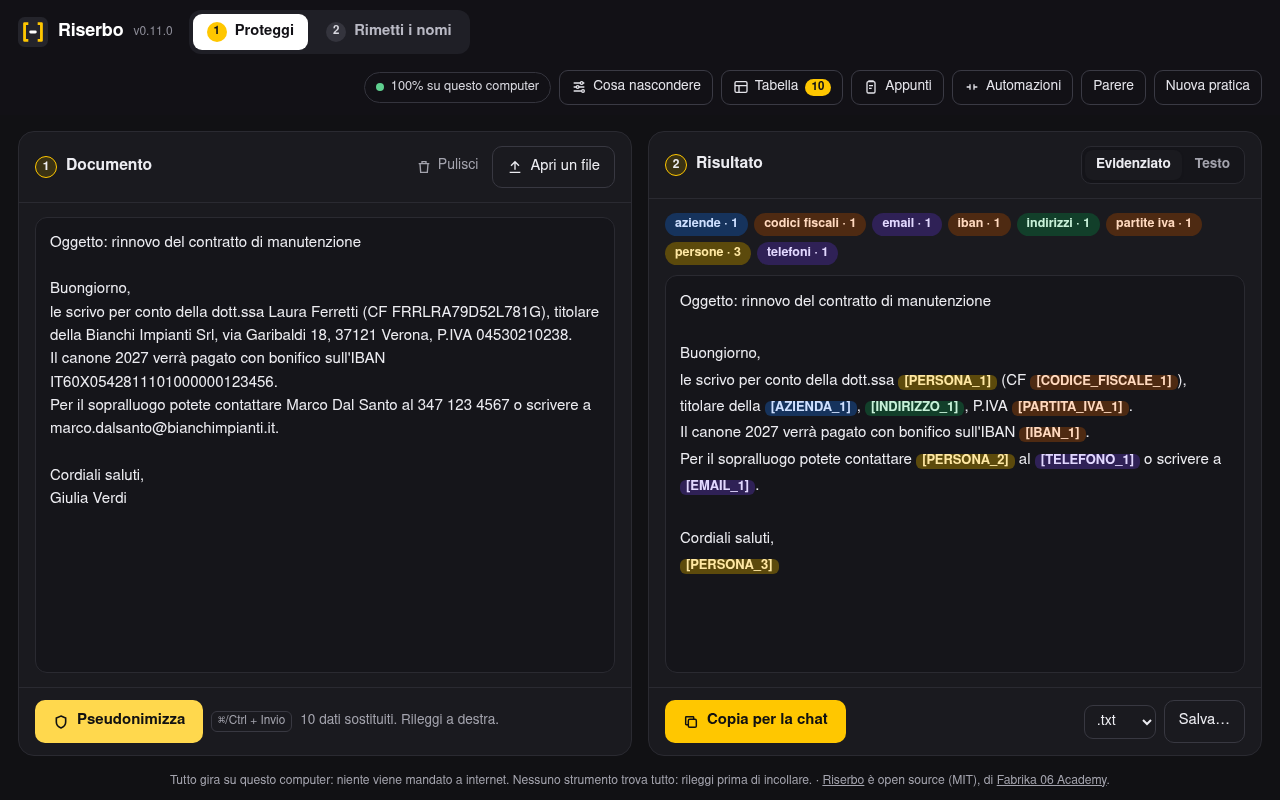 [-] Riserbo v0.11.0 1 Proteggi 2 Rimetti i nomi
100% su questo computer Cosa nascondere Tabella 10 Appunti Automazioni Parere Nuova pratica
1 Documento Pulisci Apri un file
Oggetto: rinnovo del contratto di manutenzione
Buongiorno,
le scrivo per conto della dott.ssa Laura Ferretti (CF FRRLRA79D52L781G), titolare
della Bianchi Impianti Srl, via Garibaldi 18, 37121 Verona, P.IVA 04530210238.
Il canone 2027 verrà pagato con bonifico sull'IBAN
IT60X0542811101000000123456.
Per il sopralluogo potete contattare Marco Dal Santo al 347 123 4567 o scrivere a
marco.dalsanto@bianchimpianti.it.
Cordiali saluti,
Giulia Verdi
Pseudonimizza ⌘/Ctrl + Invio 10 dati sostituiti. Rileggi a destra.
2 Risultato Evidenziato Testo
aziende · 1 codici fiscali · 1 email · 1 iban · 1 indirizzi · 1 partite iva · 1
persone · 3 telefoni · 1
Oggetto: rinnovo del contratto di manutenzione
Buongiorno,
le scrivo per conto della dott.ssa [PERSONA_1] (CF [CODICE_FISCALE_1]),
titolare della [AZIENDA_1], [INDIRIZZO_1], P.IVA [PARTITA_IVA_1].
Il canone 2027 verrà pagato con bonifico sull'IBAN [IBAN_1].
Per il sopralluogo potete contattare [PERSONA_2] al [TELEFONO_1] o scrivere a
[EMAIL_1].
Cordiali saluti,
[PERSONA_3]
Copia per la chat .txt Salva…
Tutto gira su questo computer: niente viene mandato a internet. Nessuno strumento trova tutto: rileggi prima di incollare. · Riserbo è open source (MIT), di Fabrika 06 Academy.